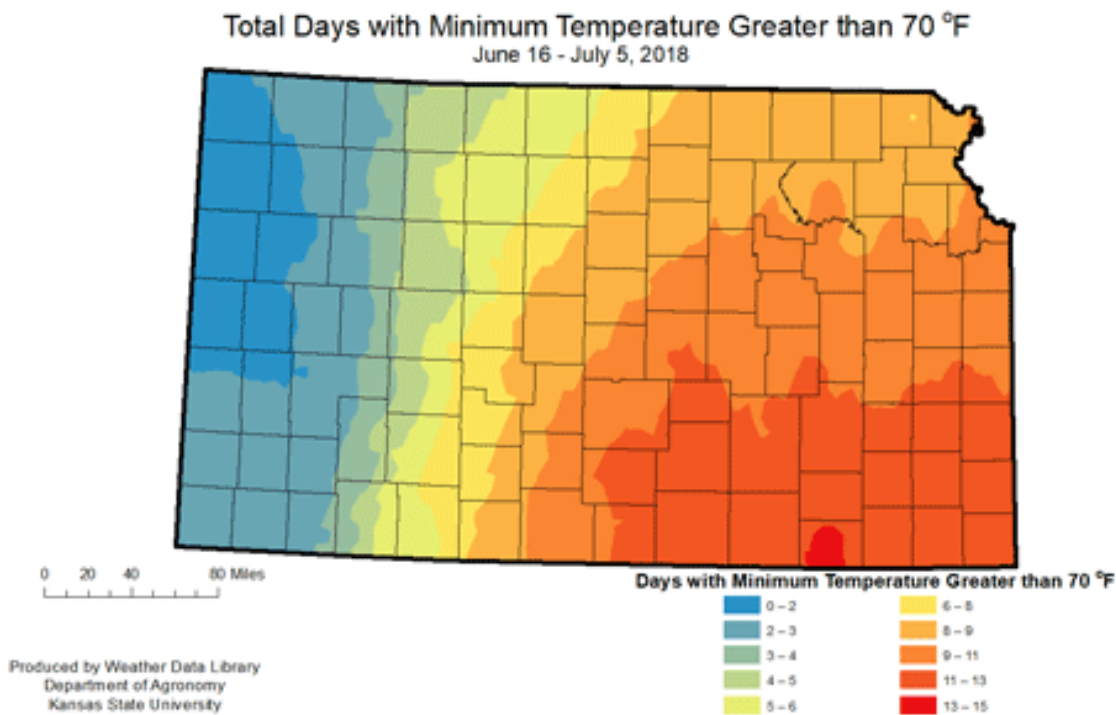 Total Days with Minimum Temperature Greater than 70 °F
June 16 - July 5, 2018
0 20 40 80 Miles
Days with Minimum Temperature Greater than 70 °F
0 – 2
2 – 3
3 – 4
4 – 5
5 – 6
6 – 8
8 – 9
9 – 11
11 – 13
13 – 15
Produced by Weather Data Library
Department of Agronomy
Kansas State University